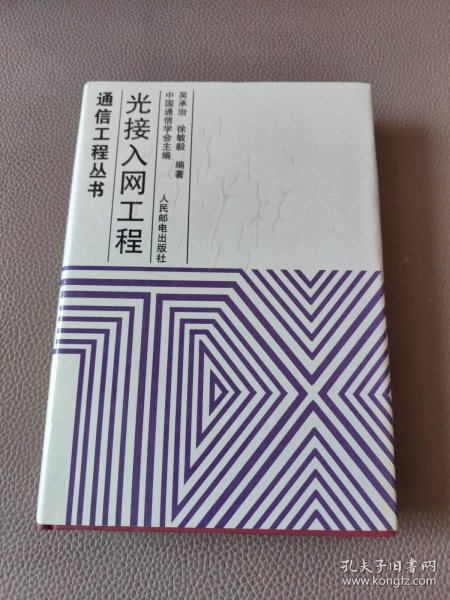 通信工程丛书
光接入网工程
中国通信学会主编
吴承治 徐敏毅 编著
人民邮电出版社
TX
孔夫子旧书网
www.kongfz.com